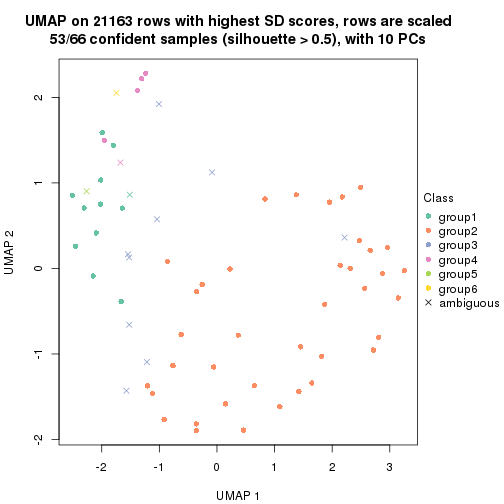 UMAP on 21163 rows with highest SD scores, rows are scaled
53/66 confident samples (silhouette > 0.5), with 10 PCs
UMAP 2
2
1
0
-1
-2
-2
-1
0
1
2
3
UMAP 1
Class
group1
group2
group3
group4
group5
group6
ambiguous